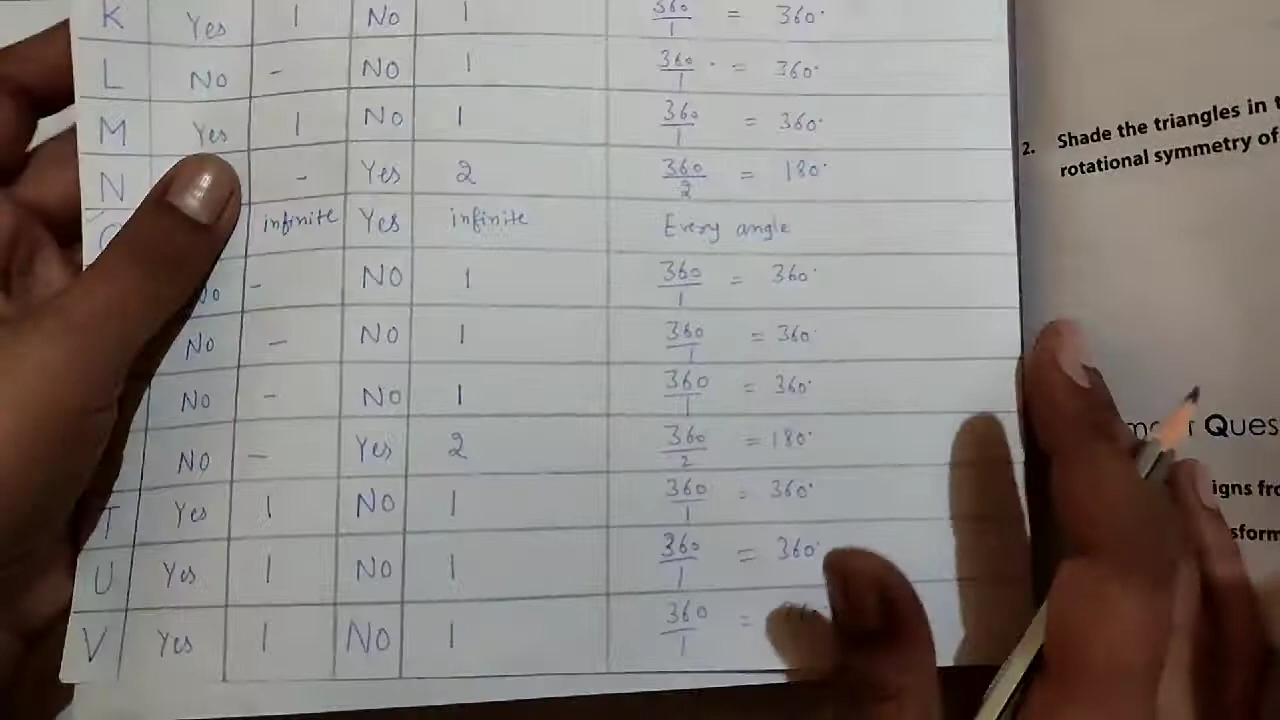 K Yes 1 No 1 360/1 = 360°
L No - NO 1 360/1 · = 360°
M Yes 1 No 1 360/1 = 360°
N - Yes 2 360/2 = 180°
infinite Yes infinite Every angle
No - NO 1 360/1 = 360°
No - NO 1 360/1 = 360°
No - No 1 360/1 = 360°
No - Yes 2 360/2 = 180°
T Yes 1 No 1 360/1 = 360°
U Yes 1 No 1 360/1 = 360°
V Yes 1 No 1 360/1 =
2. Shade the triangles in
rotational symmetry of
Ques
igns fro
sform